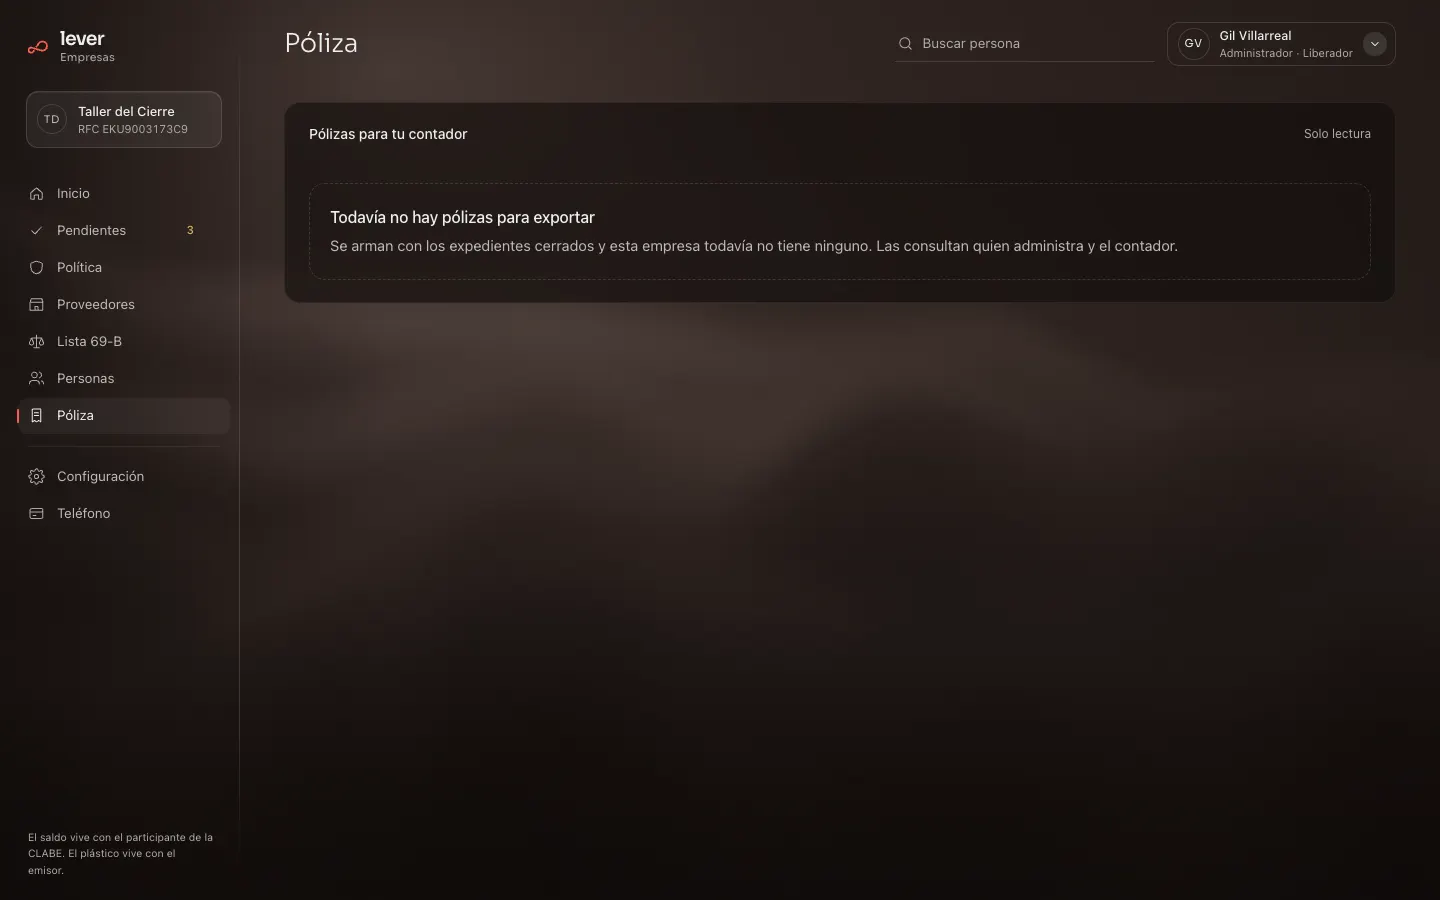 lever
Empresas
TD
Taller del Cierre
RFC EKU9003173C9
Inicio
Pendientes 3
Política
Proveedores
Lista 69-B
Personas
Póliza
Configuración
Teléfono
El saldo vive con el participante de la
CLABE. El plástico vive con el
emisor.
Póliza
Buscar persona
GV
Gil Villarreal
Administrador · Liberador
Pólizas para tu contador
Solo lectura
Todavía no hay pólizas para exportar
Se arman con los expedientes cerrados y esta empresa todavía no tiene ninguno. Las consultan quien administra y el contador.